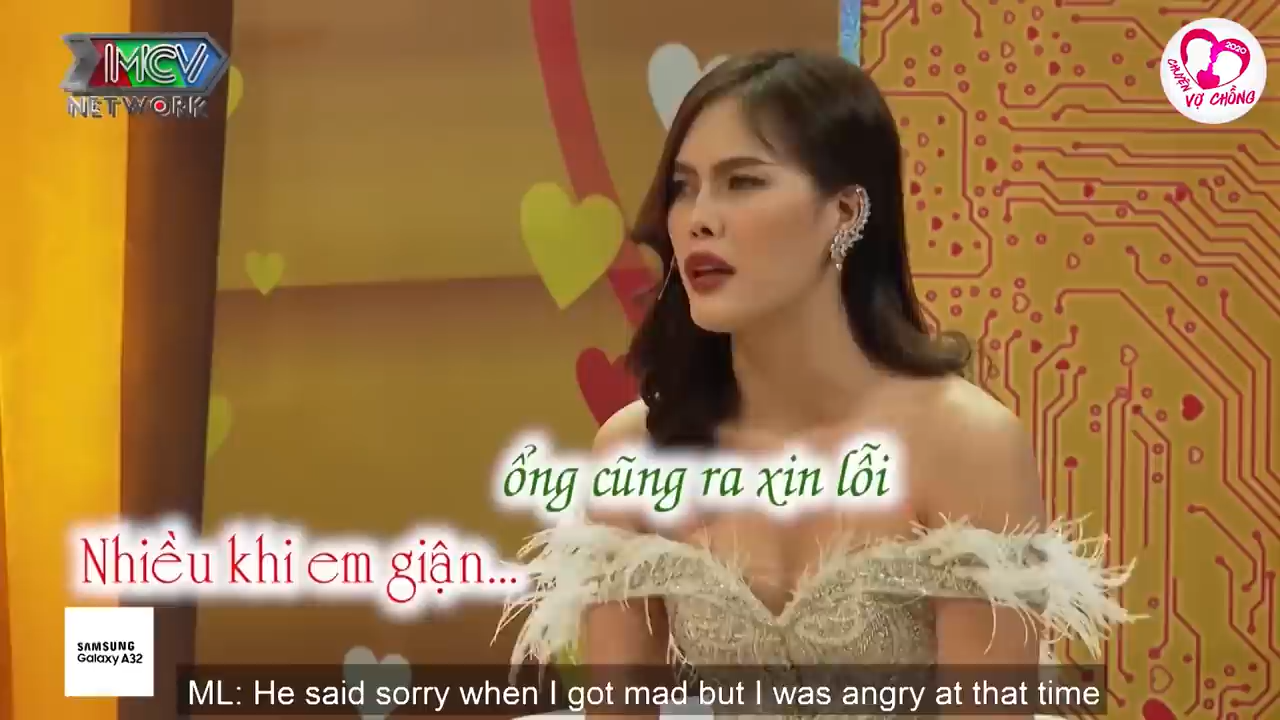 MCV
NETWORK
2020
CHUYỆN
VỢ CHỒNG
ổng cũng ra xin lỗi
Nhiều khi em giận...
SAMSUNG
Galaxy A32
ML: He said sorry when I got mad but I was angry at that time